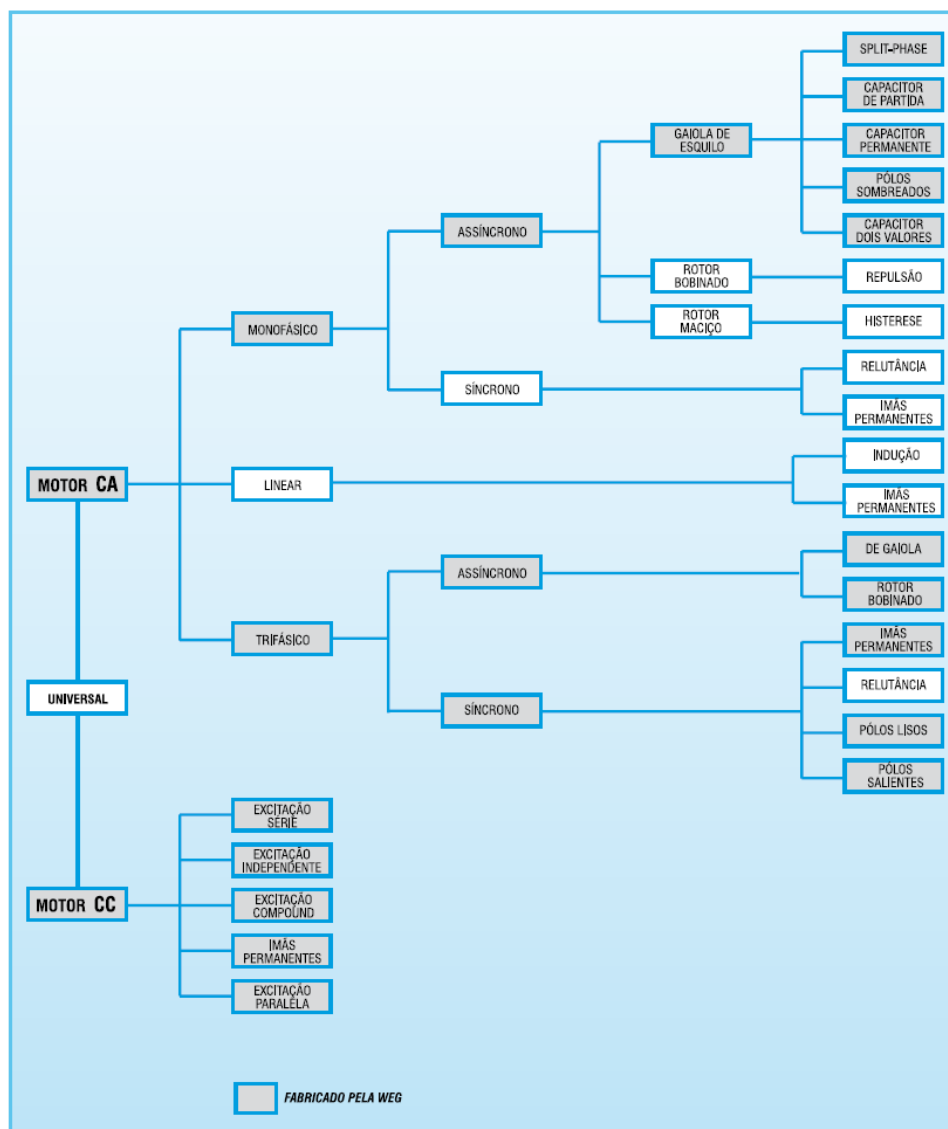 SPLIT-PHASE
CAPACITOR
DE PARTIDA
GAIOLA DE
ESQUILO
CAPACITOR
PERMANENTE
PÓLOS
SOMBREADOS
ASSÍNCRONO
CAPACITOR
DOIS VALORES
ROTOR
BOBINADO
REPULSÃO
MONOFÁSICO
ROTOR
MACIÇO
HISTERESE
RELUTÂNCIA
SÍNCRONO
IMÃS
PERMANENTES
INDUÇÃO
MOTOR CA
LINEAR
IMÃS
PERMANENTES
DE GAIOLA
ASSÍNCRONO
ROTOR
BOBINADO
TRIFÁSICO
IMÃS
PERMANENTES
RELUTÂNCIA
UNIVERSAL
SÍNCRONO
PÓLOS LISOS
PÓLOS
SALIENTES
EXCITAÇÃO
SÉRIE
EXCITAÇÃO
INDEPENDENTE
MOTOR CC
EXCITAÇÃO
COMPOUND
IMÃS
PERMANENTES
EXCITAÇÃO
PARALELA
FABRICADO PELA WEG